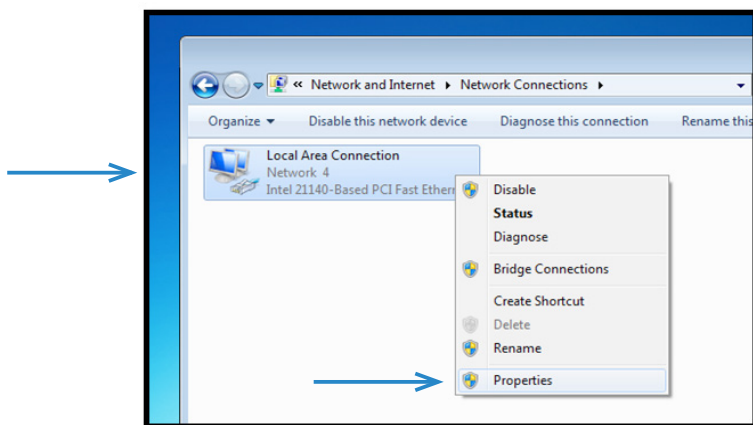 « Network and Internet ▸ Network Connections ▸
Organize ▾ Disable this network device Diagnose this connection Rename this
Local Area Connection
Network 4
Intel 21140-Based PCI Fast Ether
Disable
Status
Diagnose
Bridge Connections
Create Shortcut
Delete
Rename
Properties